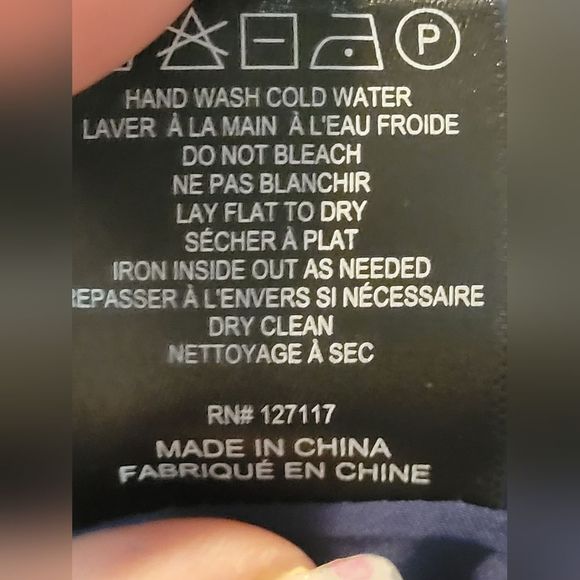 P
HAND WASH COLD WATER
LAVER À LA MAIN À L'EAU FROIDE
DO NOT BLEACH
NE PAS BLANCHIR
LAY FLAT TO DRY
SÉCHER À PLAT
IRON INSIDE OUT AS NEEDED
REPASSER À L'ENVERS SI NÉCESSAIRE
DRY CLEAN
NETTOYAGE À SEC
RN# 127117
MADE IN CHINA
FABRIQUÉ EN CHINE